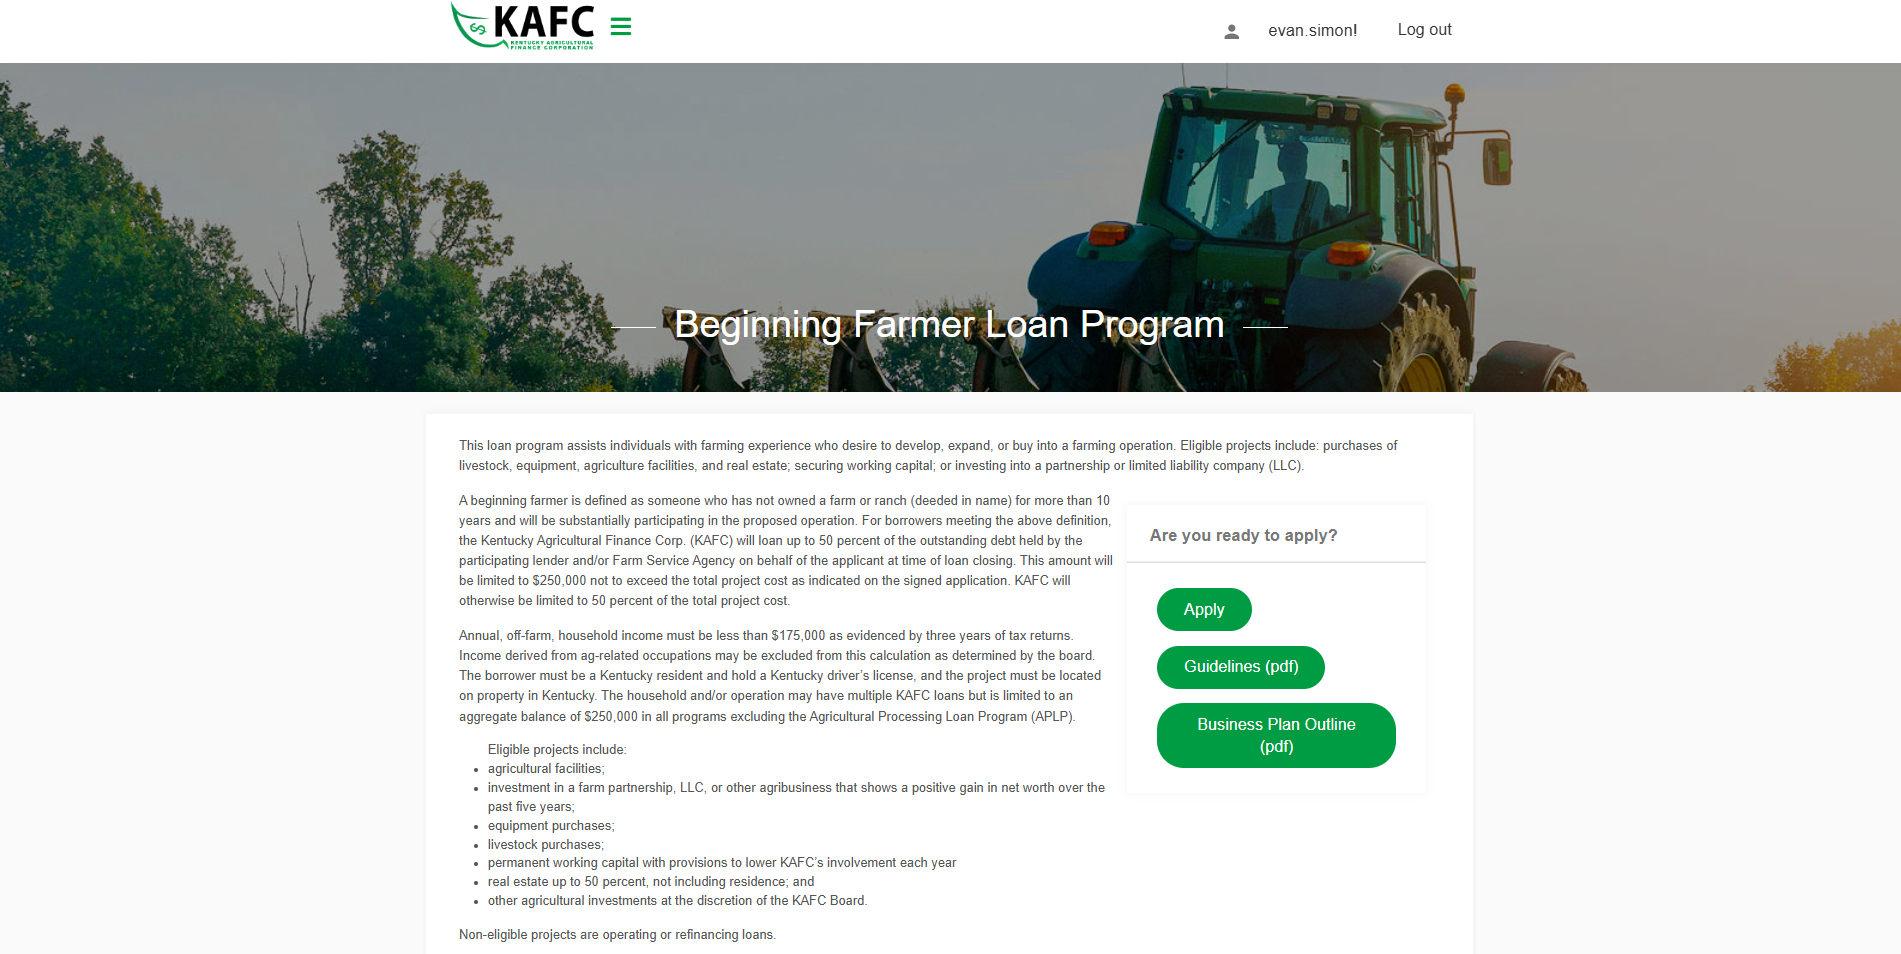 KAFC
KENTUCKY AGRICULTURAL
FINANCE CORPORATION
evan.simon!
Log out
Beginning Farmer Loan Program
This loan program assists individuals with farming experience who desire to develop, expand, or buy into a farming operation. Eligible projects include: purchases of
livestock, equipment, agriculture facilities, and real estate; securing working capital; or investing into a partnership or limited liability company (LLC).
A beginning farmer is defined as someone who has not owned a farm or ranch (deeded in name) for more than 10
years and will be substantially participating in the proposed operation. For borrowers meeting the above definition,
the Kentucky Agricultural Finance Corp. (KAFC) will loan up to 50 percent of the outstanding debt held by the
participating lender and/or Farm Service Agency on behalf of the applicant at time of loan closing. This amount will
be limited to $250,000 not to exceed the total project cost as indicated on the signed application. KAFC will
otherwise be limited to 50 percent of the total project cost.
Annual, off-farm, household income must be less than $175,000 as evidenced by three years of tax returns.
Income derived from ag-related occupations may be excluded from this calculation as determined by the board.
The borrower must be a Kentucky resident and hold a Kentucky driver’s license, and the project must be located
on property in Kentucky. The household and/or operation may have multiple KAFC loans but is limited to an
aggregate balance of $250,000 in all programs excluding the Agricultural Processing Loan Program (APLP).
Eligible projects include:
• agricultural facilities;
• investment in a farm partnership, LLC, or other agribusiness that shows a positive gain in net worth over the
past five years;
• equipment purchases;
• livestock purchases;
• permanent working capital with provisions to lower KAFC’s involvement each year
• real estate up to 50 percent, not including residence; and
• other agricultural investments at the discretion of the KAFC Board.
Non-eligible projects are operating or refinancing loans.
Are you ready to apply?
Apply
Guidelines (pdf)
Business Plan Outline
(pdf)